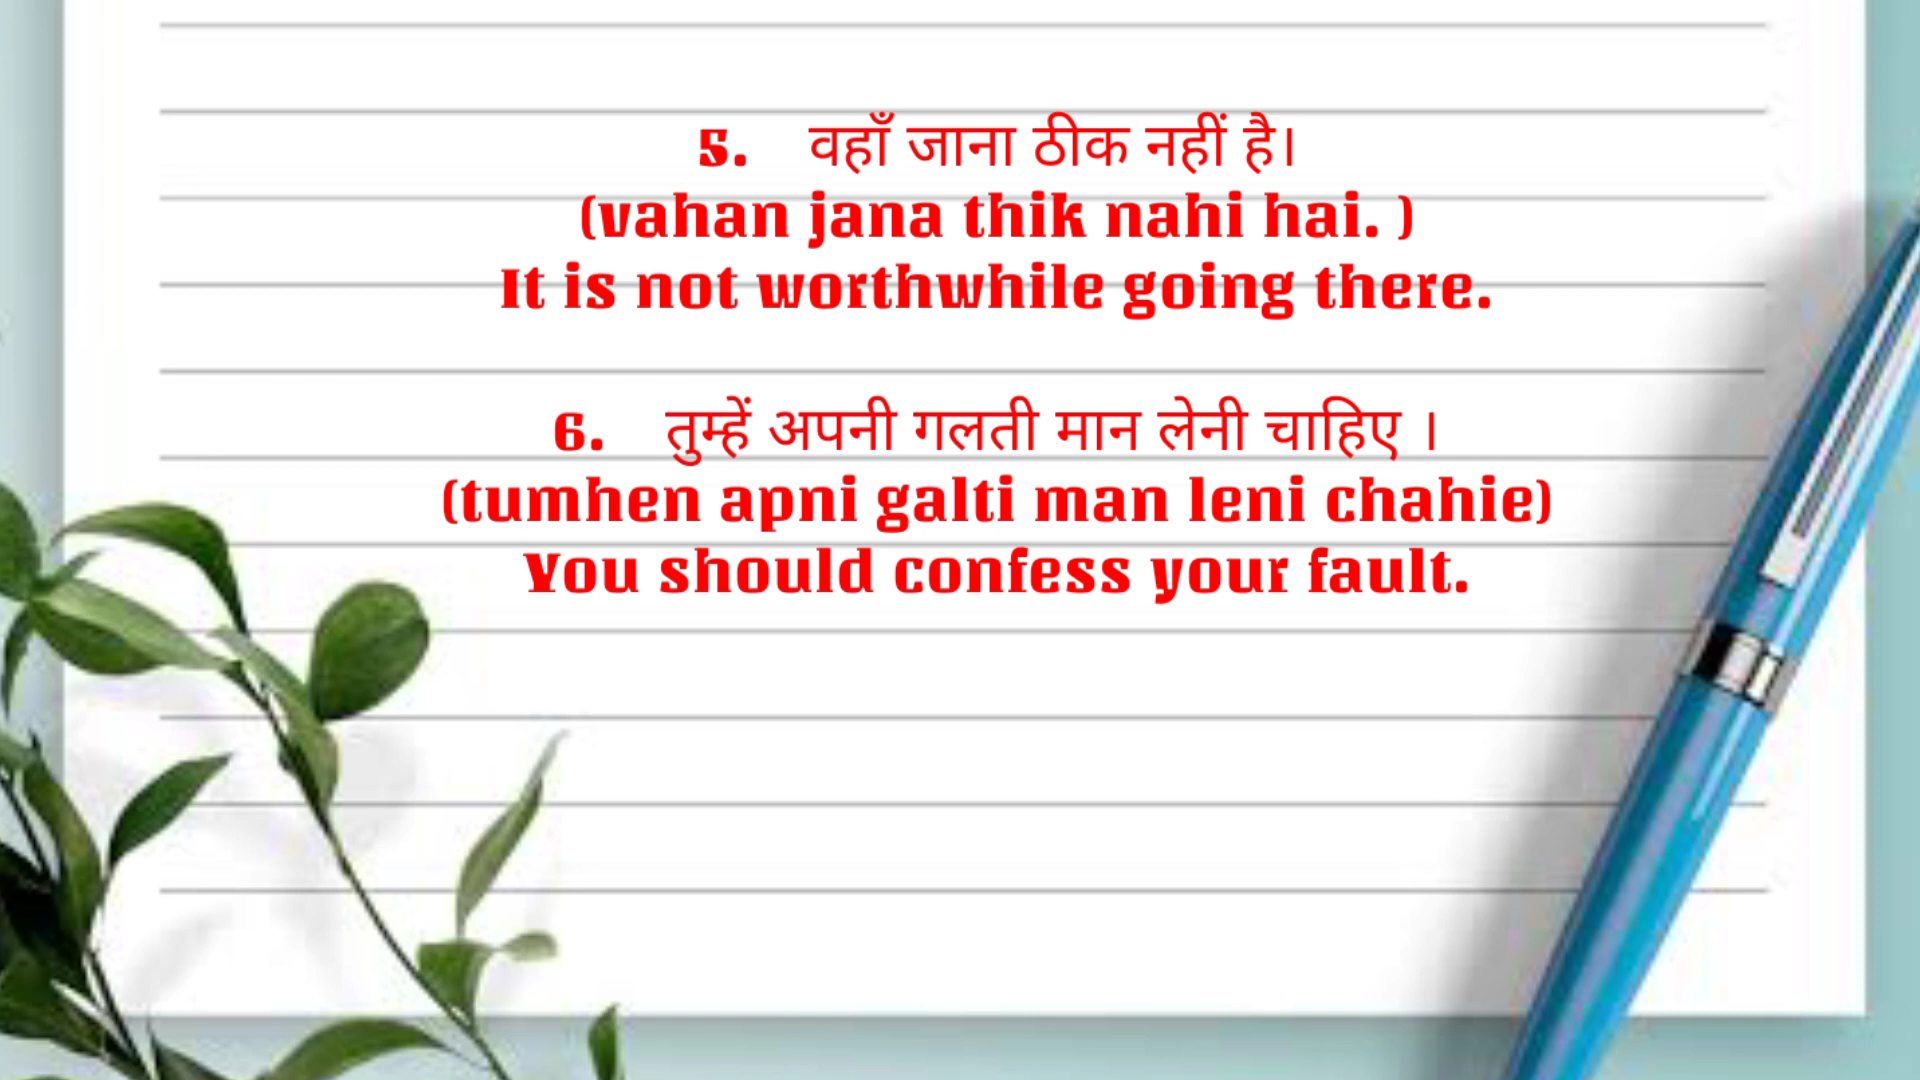 5. वहाँ जाना ठीक नहीं है।
(vahan jana thik nahi hai. )
It is not worthwhile going there.
6. तुम्हें अपनी गलती मान लेनी चाहिए ।
(tumhen apni galti man leni chahie)
You should confess your fault.